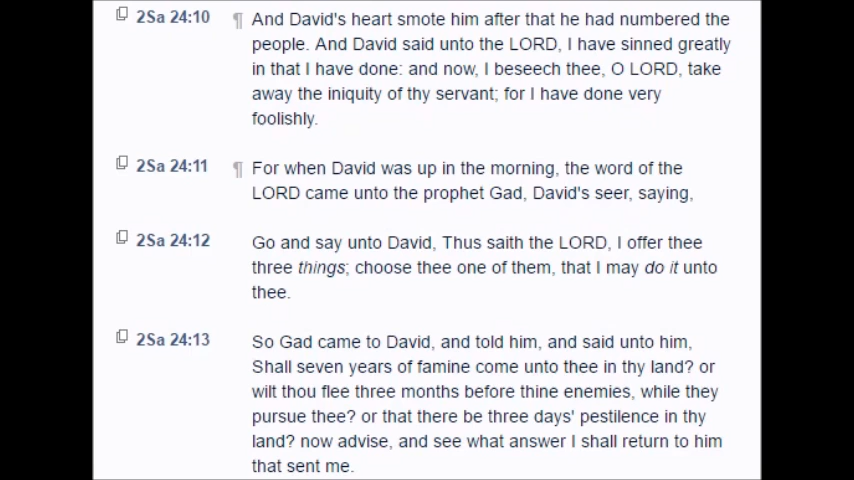 2Sa 24:10 ¶ And David's heart smote him after that he had numbered the
people. And David said unto the LORD, I have sinned greatly
in that I have done: and now, I beseech thee, O LORD, take
away the iniquity of thy servant; for I have done very
foolishly.
2Sa 24:11 ¶ For when David was up in the morning, the word of the
LORD came unto the prophet Gad, David's seer, saying,
2Sa 24:12 Go and say unto David, Thus saith the LORD, I offer thee
three things; choose thee one of them, that I may do it unto
thee.
2Sa 24:13 So Gad came to David, and told him, and said unto him,
Shall seven years of famine come unto thee in thy land? or
wilt thou flee three months before thine enemies, while they
pursue thee? or that there be three days' pestilence in thy
land? now advise, and see what answer I shall return to him
that sent me.